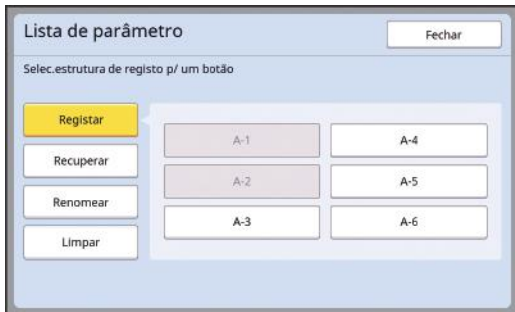 Lista de parâmetro
Fechar
Selec.estrutura de registo p/ um botão
Registar
Recuperar
Renomear
Limpar
A-1
A-4
A-2
A-5
A-3
A-6